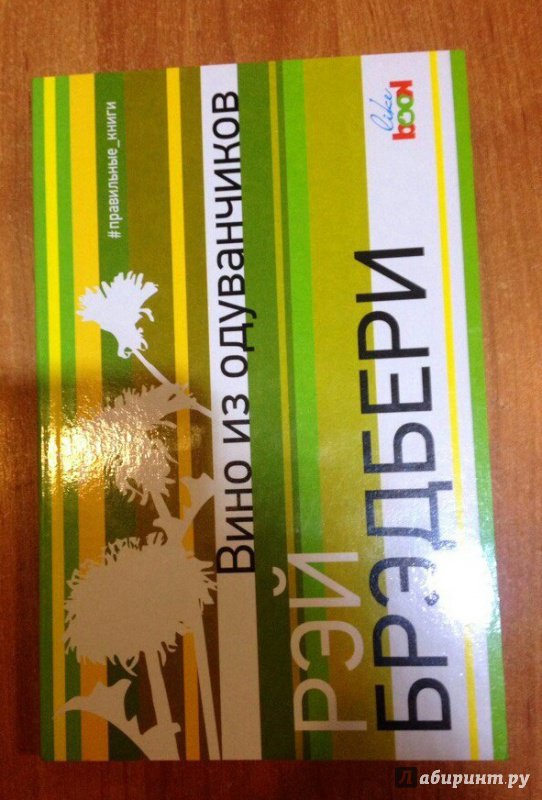 #правильные_книги
Вино из одуванчиков
РЭЙ
БРЭДБЕРИ
like
book
Лабиринт.ру